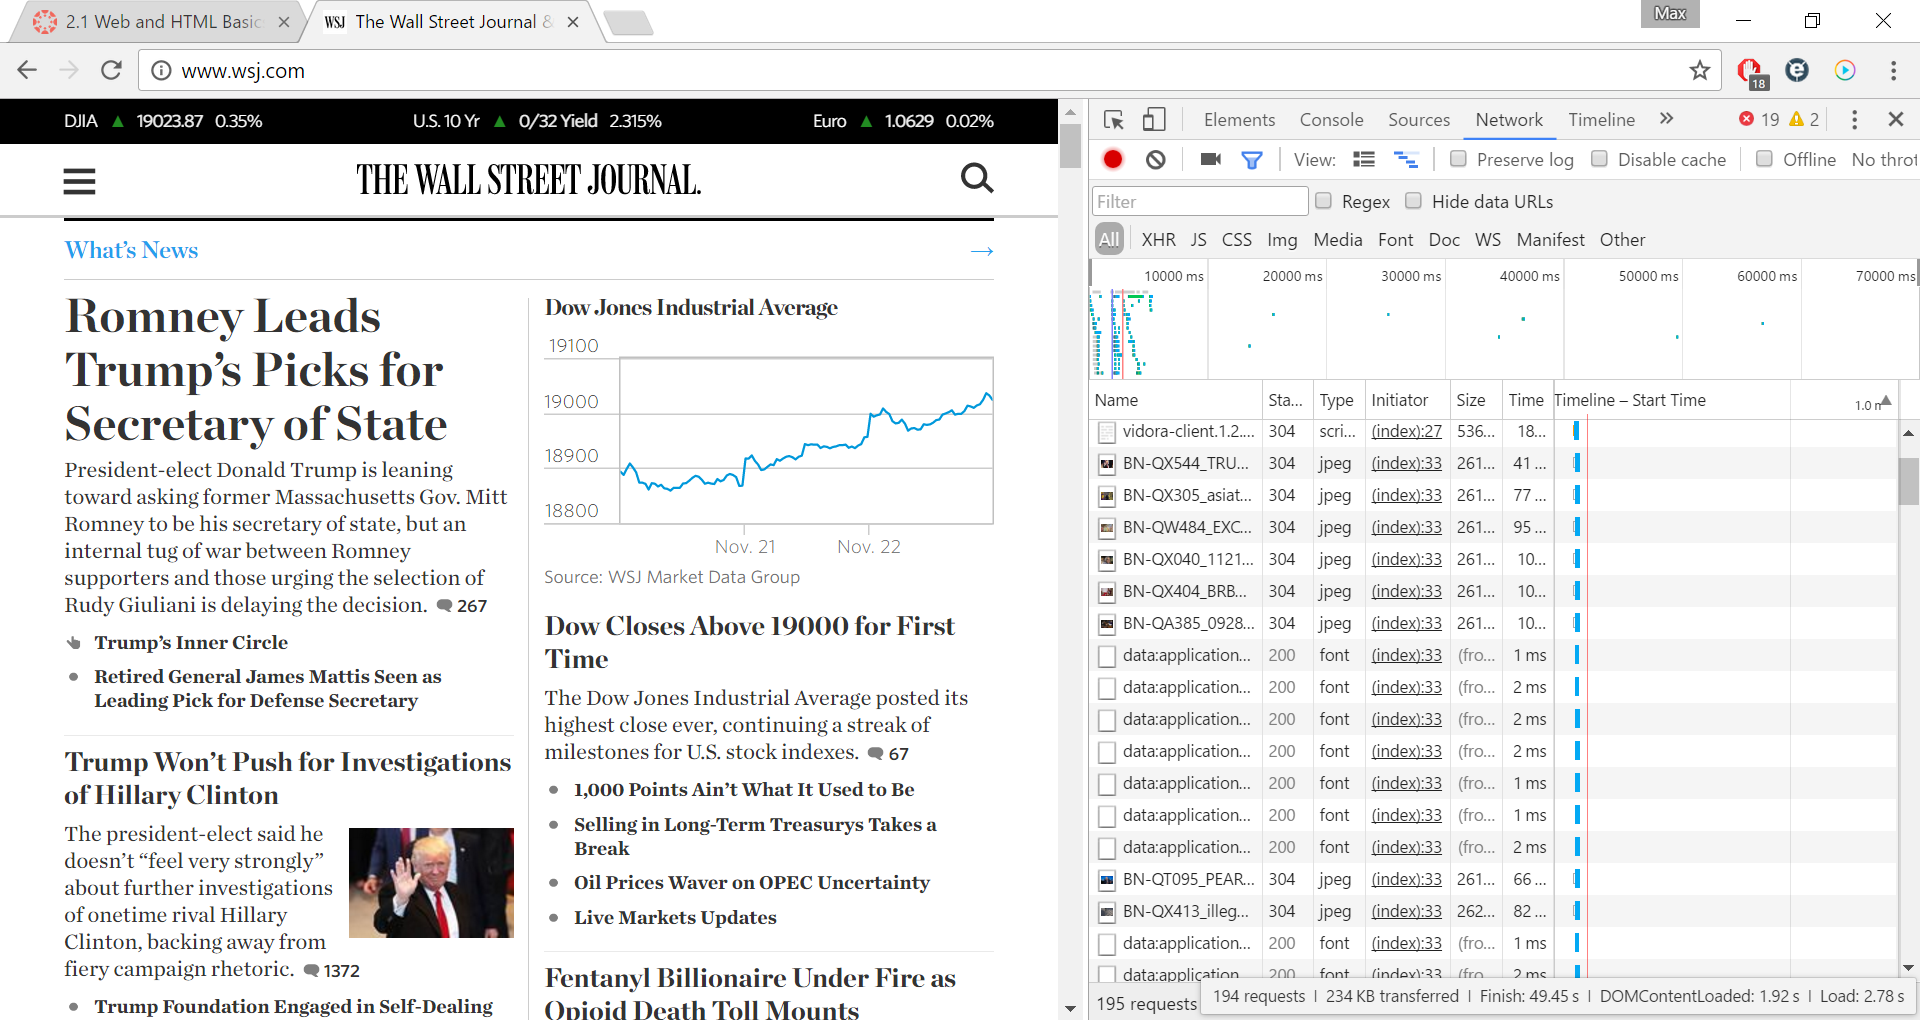 2.1 Web and HTML Basic
WSJ The Wall Street Journal &
Max
www.wsj.com
18
DJIA ▲ 19023.87 0.35%
U.S. 10 Yr ▲ 0/32 Yield 2.315%
Euro ▲ 1.0629 0.02%
THE WALL STREET JOURNAL.
What's News →
Romney Leads
Trump's Picks for
Secretary of State
President-elect Donald Trump is leaning
toward asking former Massachusetts Gov. Mitt
Romney to be his secretary of state, but an
internal tug of war between Romney
supporters and those urging the selection of
Rudy Giuliani is delaying the decision. 267
Trump's Inner Circle
Retired General James Mattis Seen as
Leading Pick for Defense Secretary
Trump Won't Push for Investigations
of Hillary Clinton
The president-elect said he
doesn't “feel very strongly”
about further investigations
of onetime rival Hillary
Clinton, backing away from
fiery campaign rhetoric. 1372
Trump Foundation Engaged in Self-Dealing
Dow Jones Industrial Average
19100
19000
18900
18800
Nov. 21 Nov. 22
Source: WSJ Market Data Group
Dow Closes Above 19000 for First
Time
The Dow Jones Industrial Average posted its
highest close ever, continuing a streak of
milestones for U.S. stock indexes. 67
1,000 Points Ain't What It Used to Be
Selling in Long-Term Treasurys Takes a
Break
Oil Prices Waver on OPEC Uncertainty
Live Markets Updates
Fentanyl Billionaire Under Fire as
Opioid Death Toll Mounts
Elements Console Sources Network Timeline » 19 2
View: Preserve log Disable cache Offline No throt
Filter Regex Hide data URLs
All XHR JS CSS Img Media Font Doc WS Manifest Other
10000 ms 20000 ms 30000 ms 40000 ms 50000 ms 60000 ms 70000 ms
Name Sta... Type Initiator Size Time Timeline – Start Time 1.0 m
vidora-client.1.2.... 304 scri... (index):27 536... 18...
BN-QX544_TRU... 304 jpeg (index):33 261... 41 ...
BN-QX305_asiat... 304 jpeg (index):33 261... 77 ...
BN-QW484_EXC... 304 jpeg (index):33 261... 95 ...
BN-QX040_1121... 304 jpeg (index):33 261... 10...
BN-QX404_BRB... 304 jpeg (index):33 261... 10...
BN-QA385_0928... 304 jpeg (index):33 261... 10...
data:application... 200 font (index):33 (fro... 1 ms
data:application... 200 font (index):33 (fro... 2 ms
data:application... 200 font (index):33 (fro... 2 ms
data:application... 200 font (index):33 (fro... 2 ms
data:application... 200 font (index):33 (fro... 1 ms
data:application... 200 font (index):33 (fro... 1 ms
data:application... 200 font (index):33 (fro... 2 ms
BN-QT095_PEAR... 304 jpeg (index):33 261... 66 ...
BN-QX413_illeg... 304 jpeg (index):33 262... 82 ...
data:application... 200 font (index):33 (fro... 1 ms
data:application... 200 font (index):33 (fro... 2 ms
195 requests
194 requests | 234 KB transferred | Finish: 49.45 s | DOMContentLoaded: 1.92 s | Load: 2.78 s